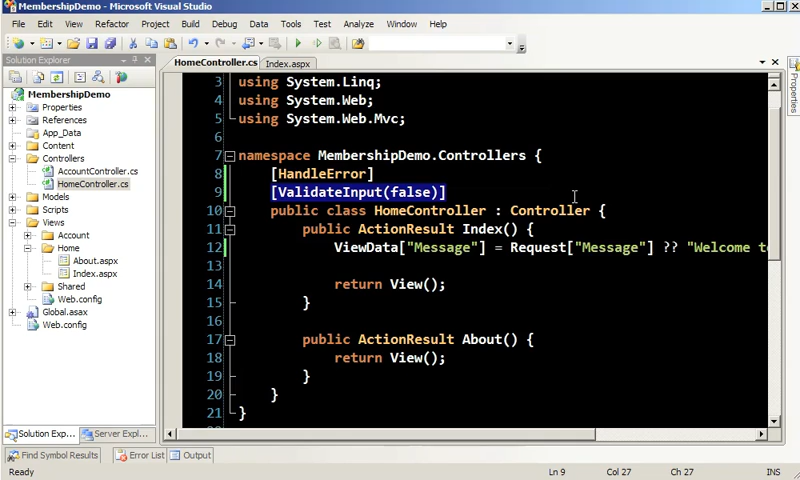 MembershipDemo - Microsoft Visual Studio
File Edit View Refactor Project Build Debug Data Tools Test Analyze Window Help
Solution Explorer
HomeController.cs Index.aspx
Properties
MembershipDemo
Properties
References
App_Data
Content
Controllers
AccountController.cs
HomeController.cs
Models
Scripts
Views
Account
Home
About.aspx
Index.aspx
Shared
Web.config
Global.asax
Web.config
3 using System.Linq;
4 using System.Web;
5 using System.Web.Mvc;
6
7 namespace MembershipDemo.Controllers {
8 [HandleError]
9 [ValidateInput(false)]
10 public class HomeController : Controller {
11 public ActionResult Index() {
12 ViewData["Message"] = Request["Message"] ?? "Welcome to
13
14 return View();
15 }
16
17 public ActionResult About() {
18 return View();
19 }
20 }
21 }
Solution Exp... Server Expl...
Find Symbol Results Error List Output
Ready Ln 9 Col 27 Ch 27 INS